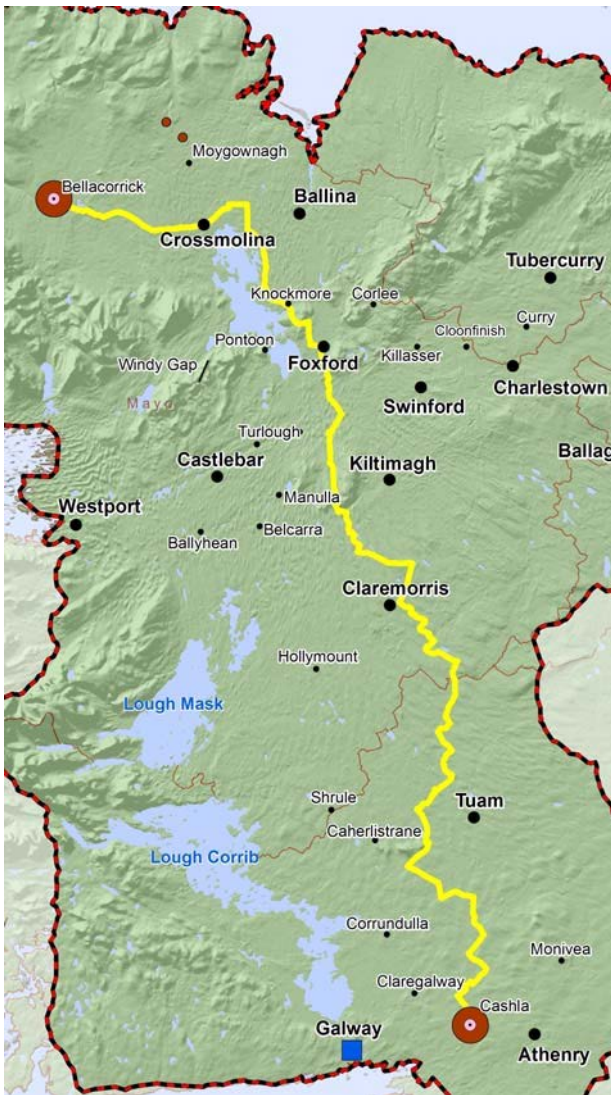 Moygownagh
Bellacorrick
Ballina
Crossmolina
Tubercurry
Knockmore
Corlee
Curry
Cloonfinish
Pontoon
Foxford
Killasser
Windy Gap
Charlestown
Swinford
Mayo
Turlough
Ballag
Castlebar
Kiltimagh
Manulla
Westport
Belcarra
Ballyhean
Claremorris
Hollymount
Lough Mask
Shrule
Tuam
Caherlistrane
Lough Corrib
Corrundulla
Monivea
Claregalway
Cashla
Galway
Athenry